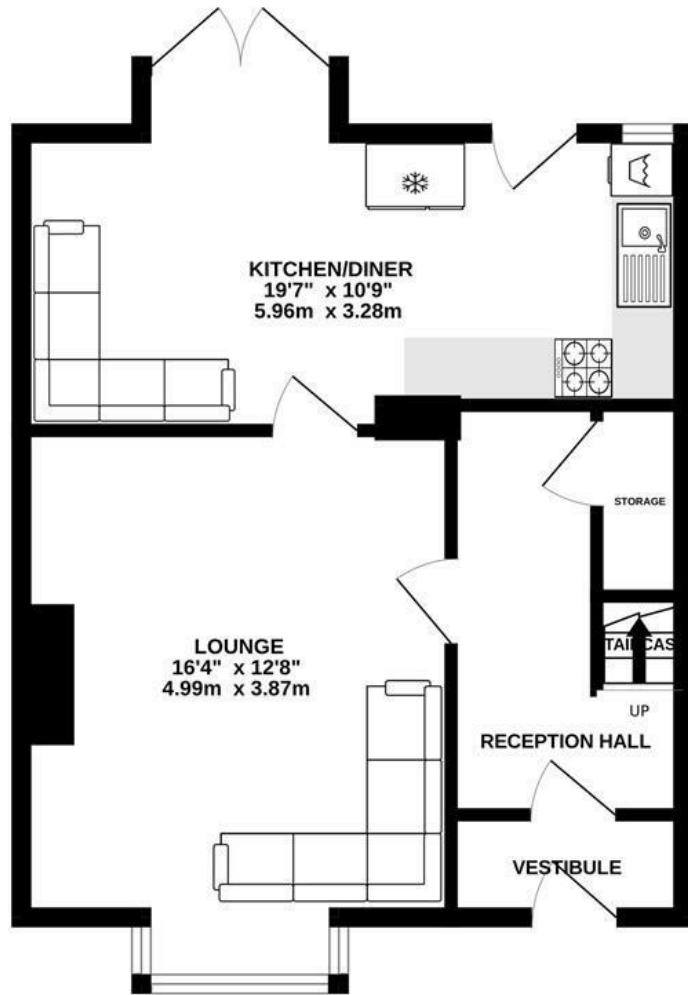 KITCHEN/DINER
19'7" x 10'9"
5.96m x 3.28m
STORAGE
LOUNGE
16'4" x 12'8"
4.99m x 3.87m
TAIRCAS
UP
RECEPTION HALL
VESTIBULE